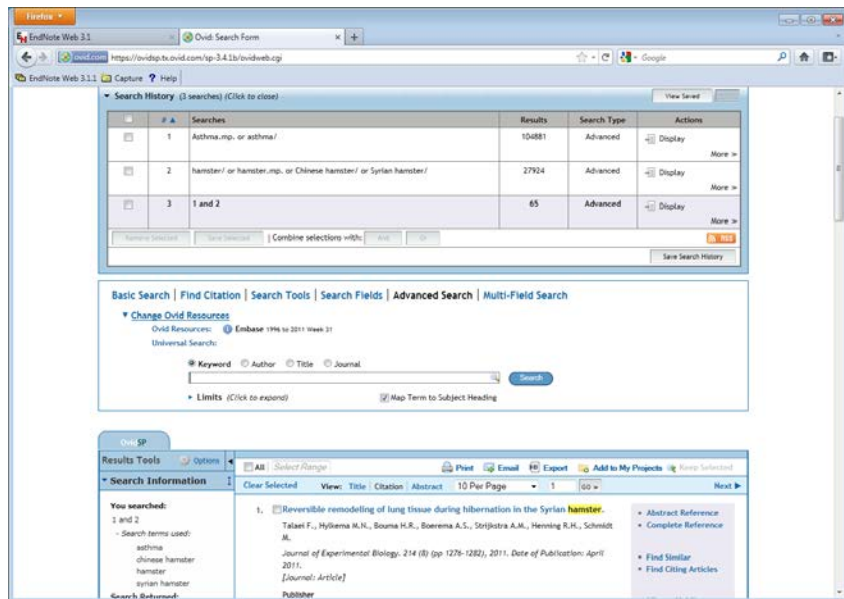 Firefox
EndNote Web 3.1
Ovid: Search Form
ovid.com https://ovidsp.tx.ovid.com/sp-3.4.1b/ovidweb.cgi
Google
EndNote Web 3.1.1 Capture ? Help
Search History (3 searches) (Click to close)
View Saved
# Searches Results Search Type Actions
1 Asthma.mp. or asthma/ 104881 Advanced Display
More >>
2 hamster/ or hamster.mp. or Chinese hamster/ or Syrian hamster/ 27924 Advanced Display
More >>
3 1 and 2 65 Advanced Display
More >>
Remove Selected Save Selected | Combine selections with: And Or RSS
Save Search History
Basic Search | Find Citation | Search Tools | Search Fields | Advanced Search | Multi-Field Search
Change Ovid Resources
Ovid Resources: Embase 1996 to 2011 Week 31
Universal Search:
Keyword Author Title Journal
Search
Limits (Click to expand) Map Term to Subject Heading
OvidSP
Results Tools Options
All Select Range Print Email Export Add to My Projects Keep Selected
Search Information
Clear Selected View: Title | Citation | Abstract 10 Per Page 1 GO Next
You searched:
1 and 2
- Search terms used:
asthma
chinese hamster
hamster
syrian hamster
Search Returned:
1. Reversible remodeling of lung tissue during hibernation in the Syrian hamster.
Talaei F., Hylkema M.N., Bouma H.R., Boerema A.S., Strijkstra A.M., Henning R.H., Schmidt
M.
Journal of Experimental Biology. 214 (8) (pp 1276-1282), 2011. Date of Publication: April
2011.
[Journal: Article]
Publisher
Abstract Reference
Complete Reference
Find Similar
Find Citing Articles